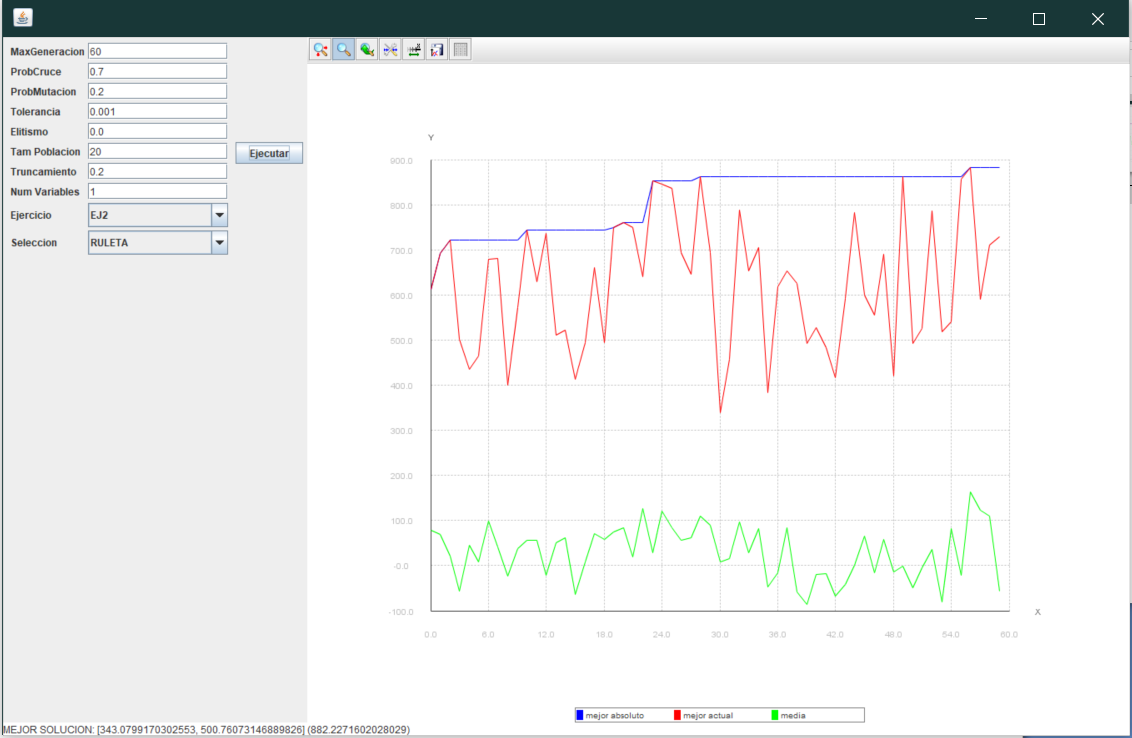 MaxGeneracion 60
ProbCruce 0.7
ProbMutacion 0.2
Tolerancia 0.001
Elitismo 0.0
Tam Poblacion 20
Ejecutar
Truncamiento 0.2
Num Variables 1
Ejercicio EJ2
Seleccion RULETA
Y
900.0
800.0
700.0
600.0
500.0
400.0
300.0
200.0
100.0
-0.0
-100.0
X
0.0 6.0 12.0 18.0 24.0 30.0 36.0 42.0 48.0 54.0 60.0
mejor absoluto mejor actual media
MEJOR SOLUCION: [343.0799170302553, 500.76073146889826] (882.2271602028029)